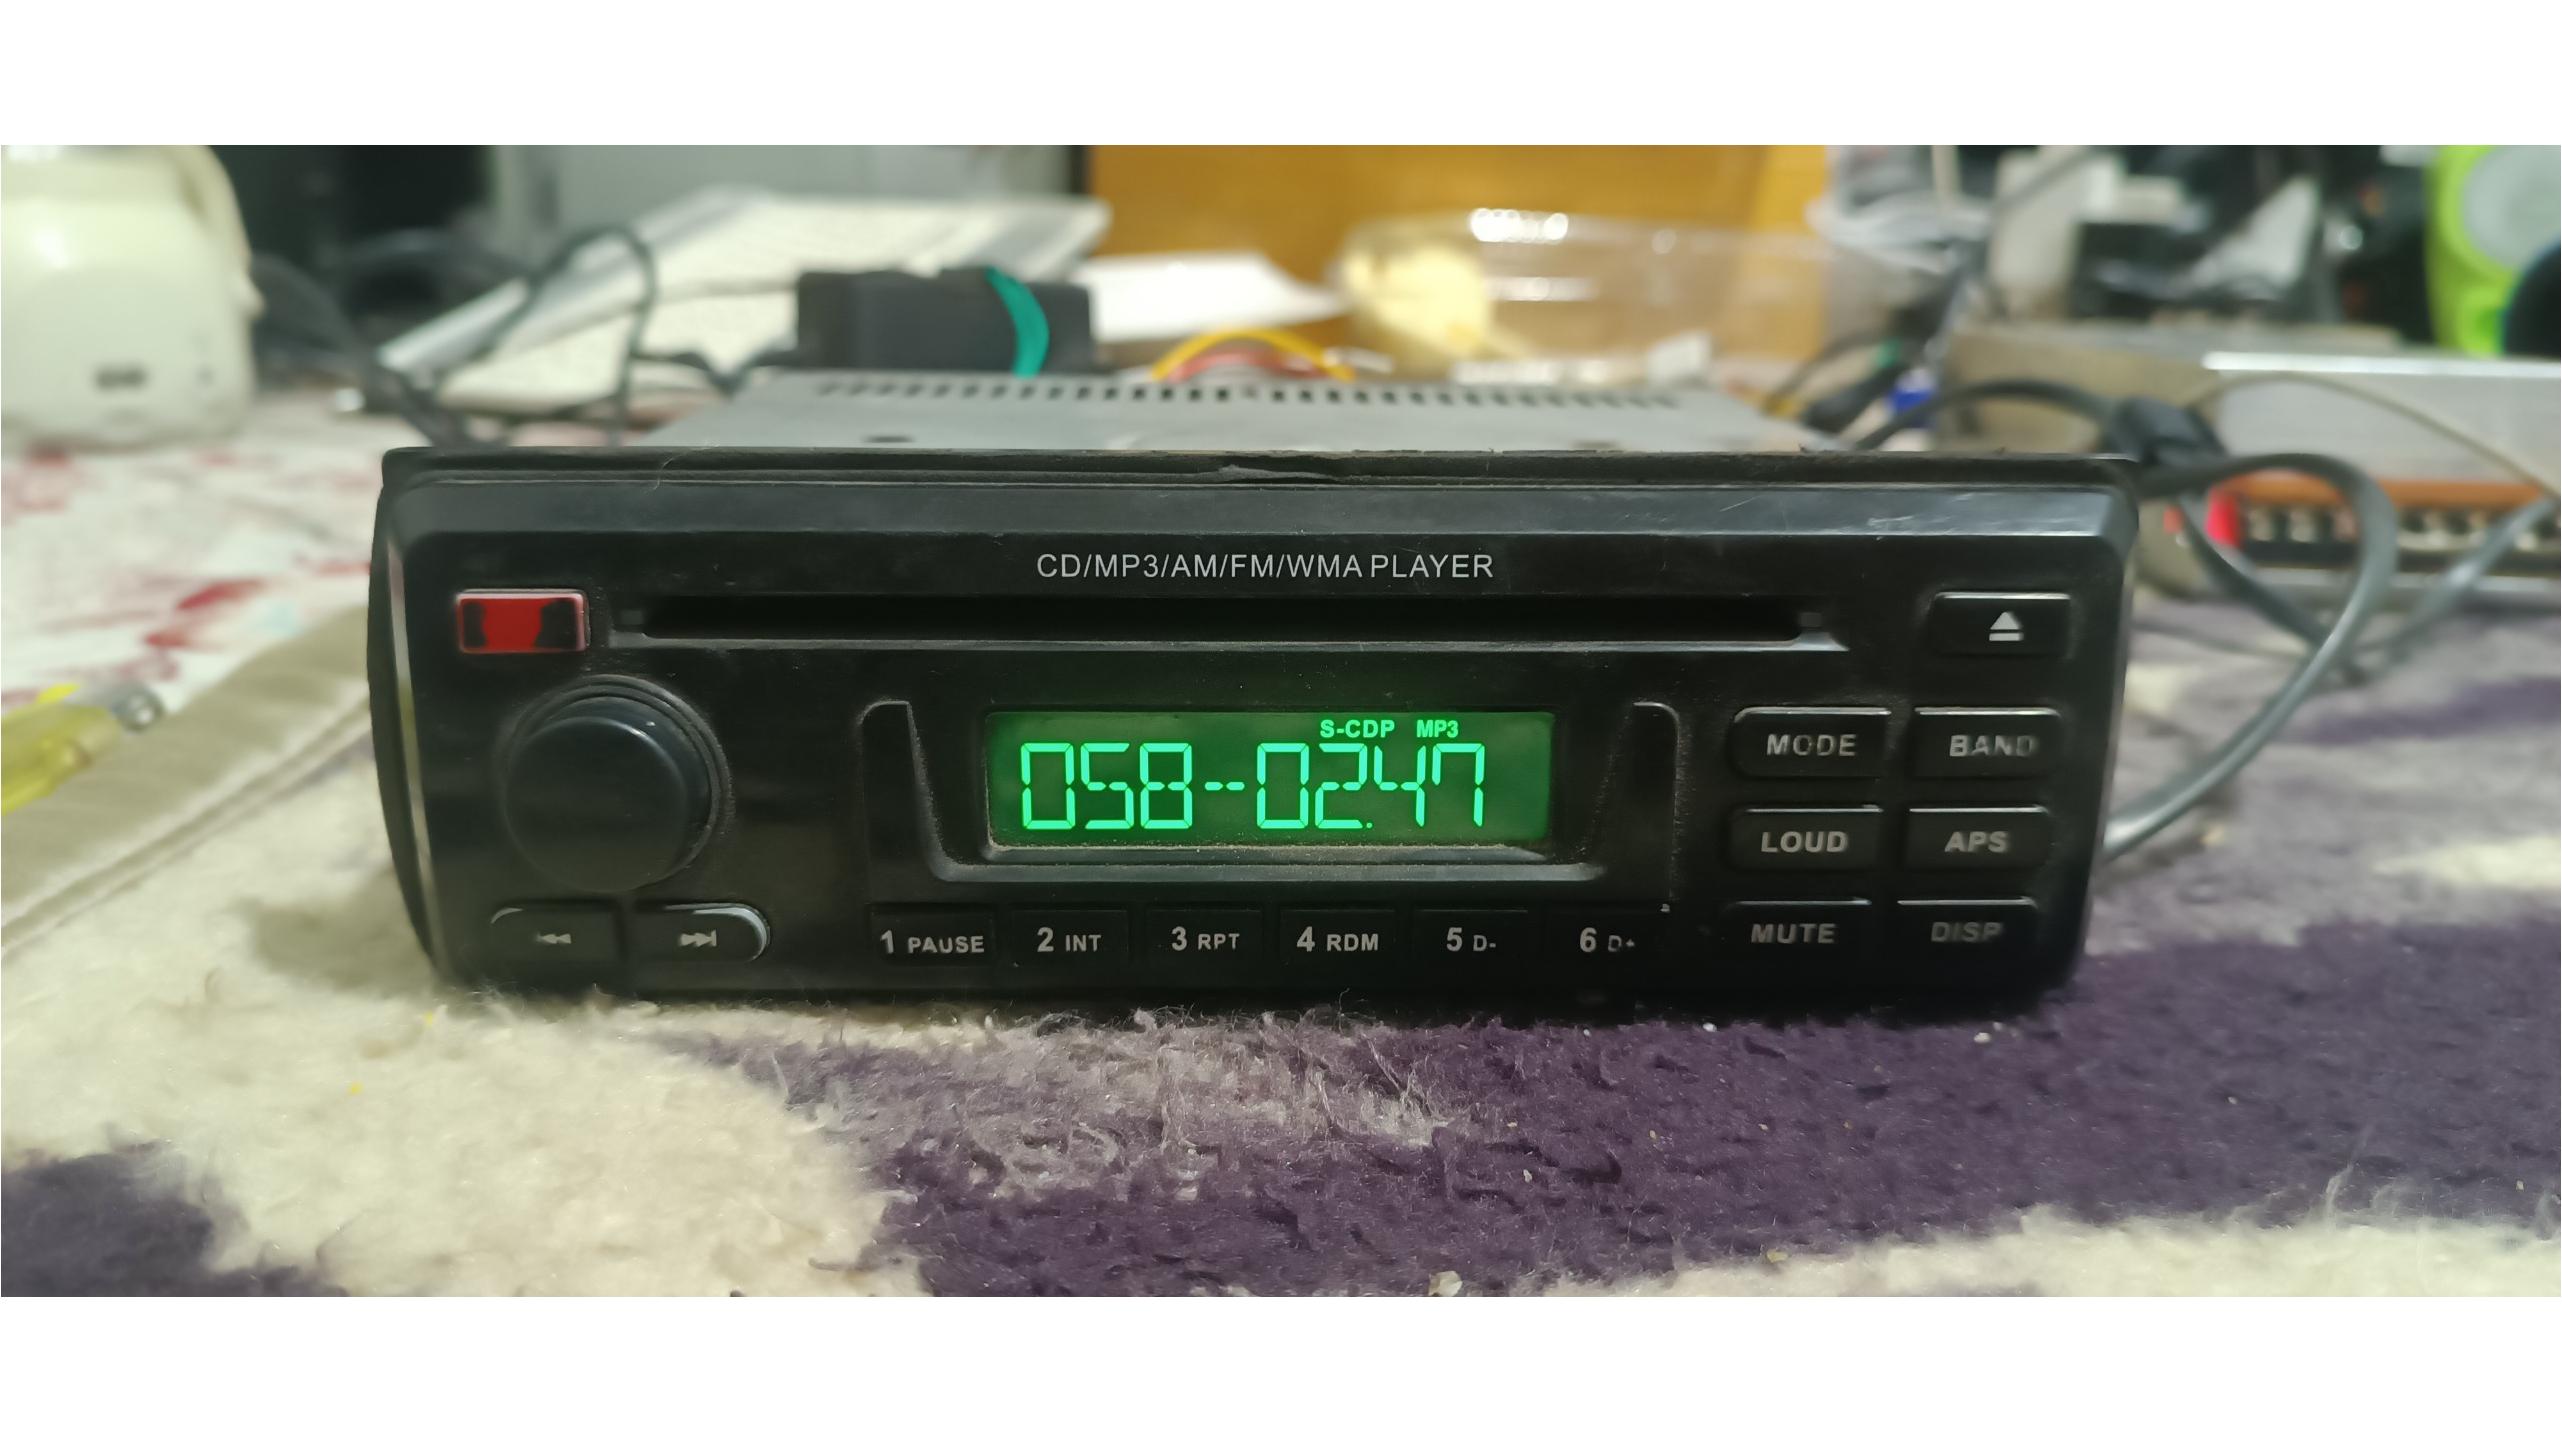 CD/MP3/AM/FM/WMA PLAYER
S-CDP MP3
058--02.47
MODE BAND
LOUD APS
1 PAUSE 2 INT 3 RPT 4 RDM 5 D- 6 D+
MUTE DISP